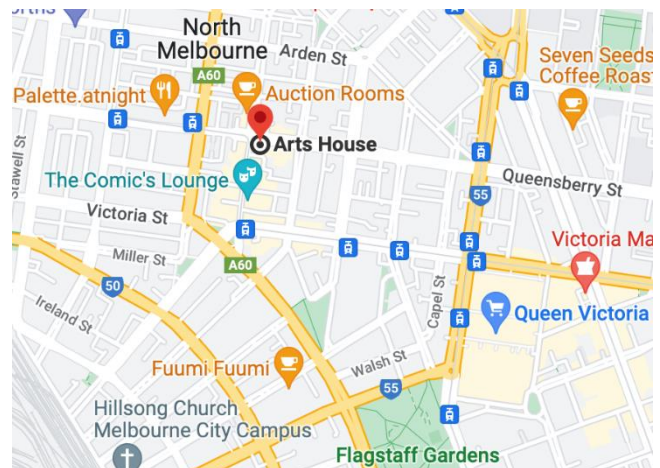 North
Melbourne
Arden St
Seven Seeds
Coffee Roast
A60
Palette.atnight
Auction Rooms
Arts House
Stawell St
The Comic's Lounge
Queensberry St
55
Victoria St
Victoria Ma
Miller St
A60
50
Capel St
Queen Victoria
Ireland St
Walsh St
Fuumi Fuumi
55
Hillsong Church
Melbourne City Campus
Flagstaff Gardens